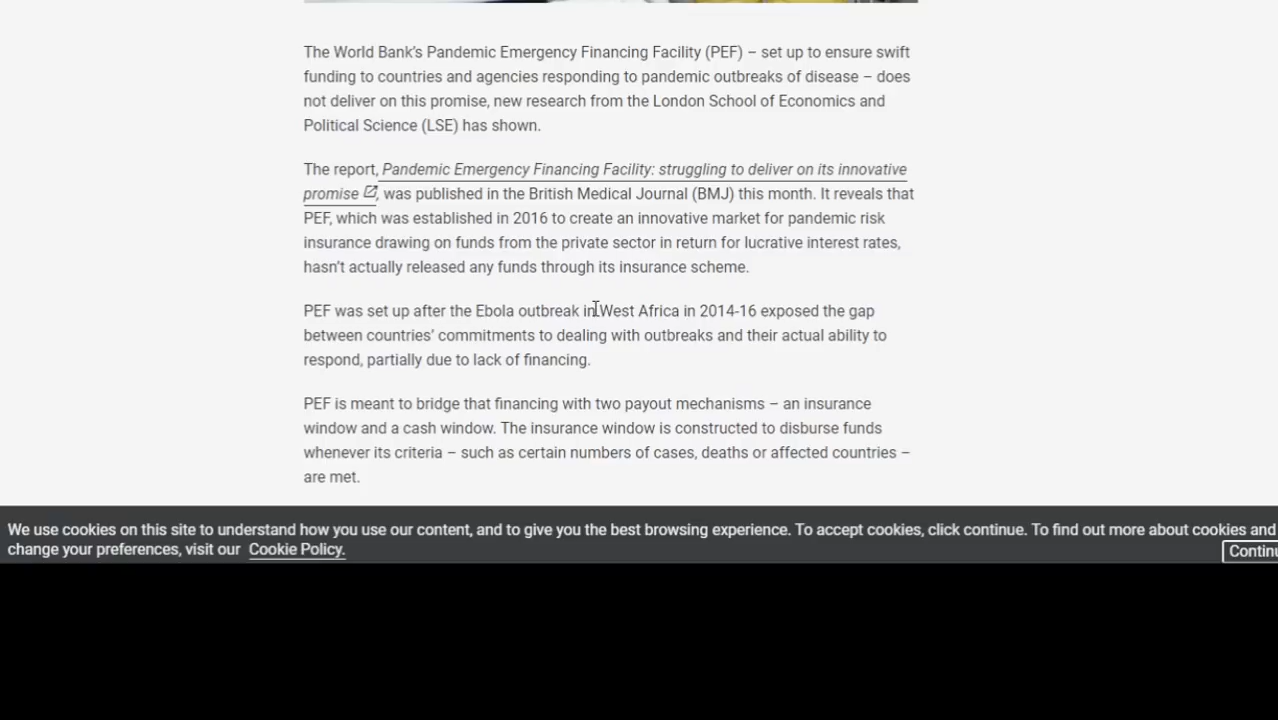 The World Bank's Pandemic Emergency Financing Facility (PEF) – set up to ensure swift
funding to countries and agencies responding to pandemic outbreaks of disease – does
not deliver on this promise, new research from the London School of Economics and
Political Science (LSE) has shown.
The report, Pandemic Emergency Financing Facility: struggling to deliver on its innovative
promise, was published in the British Medical Journal (BMJ) this month. It reveals that
PEF, which was established in 2016 to create an innovative market for pandemic risk
insurance drawing on funds from the private sector in return for lucrative interest rates,
hasn't actually released any funds through its insurance scheme.
PEF was set up after the Ebola outbreak in West Africa in 2014-16 exposed the gap
between countries' commitments to dealing with outbreaks and their actual ability to
respond, partially due to lack of financing.
PEF is meant to bridge that financing with two payout mechanisms – an insurance
window and a cash window. The insurance window is constructed to disburse funds
whenever its criteria – such as certain numbers of cases, deaths or affected countries –
are met.
We use cookies on this site to understand how you use our content, and to give you the best browsing experience. To accept cookies, click continue. To find out more about cookies and
change your preferences, visit our Cookie Policy.
Continu